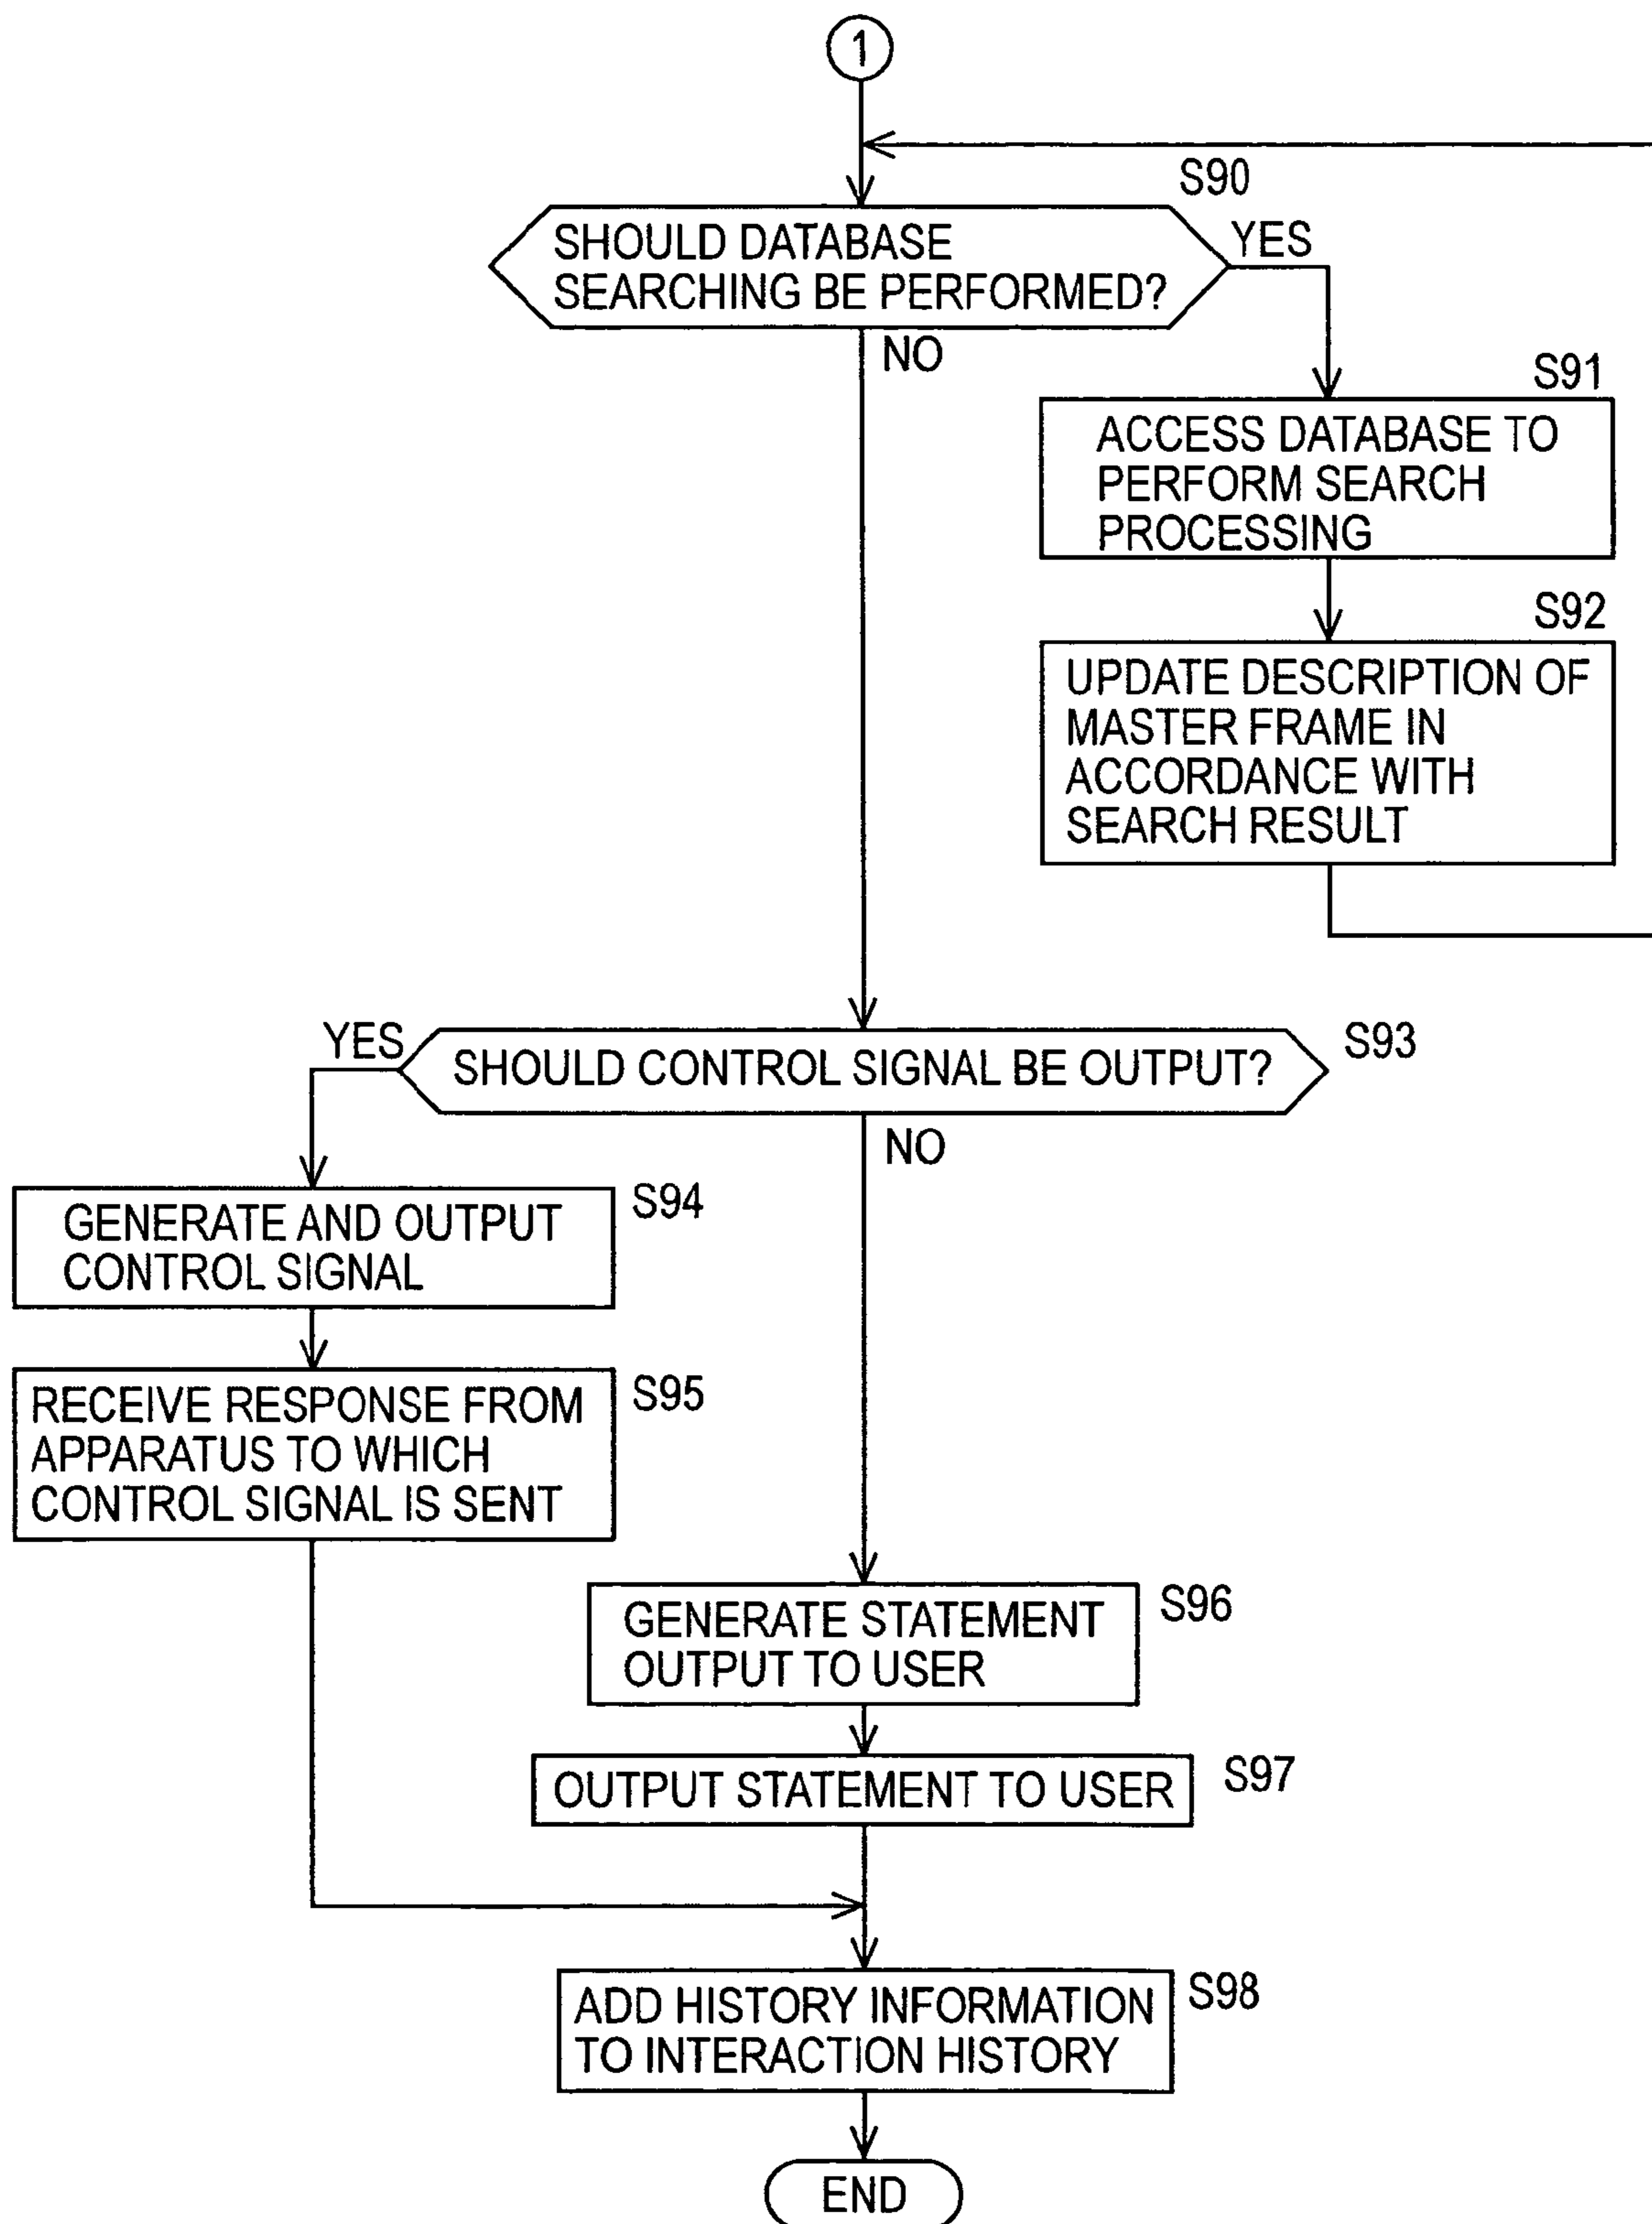 1
S90
SHOULD DATABASE
SEARCHING BE PERFORMED?
YES
NO
S91
ACCESS DATABASE TO
PERFORM SEARCH
PROCESSING
S92
UPDATE DESCRIPTION OF
MASTER FRAME IN
ACCORDANCE WITH
SEARCH RESULT
YES
SHOULD CONTROL SIGNAL BE OUTPUT?
S93
NO
GENERATE AND OUTPUT
CONTROL SIGNAL
S94
RECEIVE RESPONSE FROM
APPARATUS TO WHICH
CONTROL SIGNAL IS SENT
S95
GENERATE STATEMENT
OUTPUT TO USER
S96
OUTPUT STATEMENT TO USER
S97
ADD HISTORY INFORMATION
TO INTERACTION HISTORY
S98
END